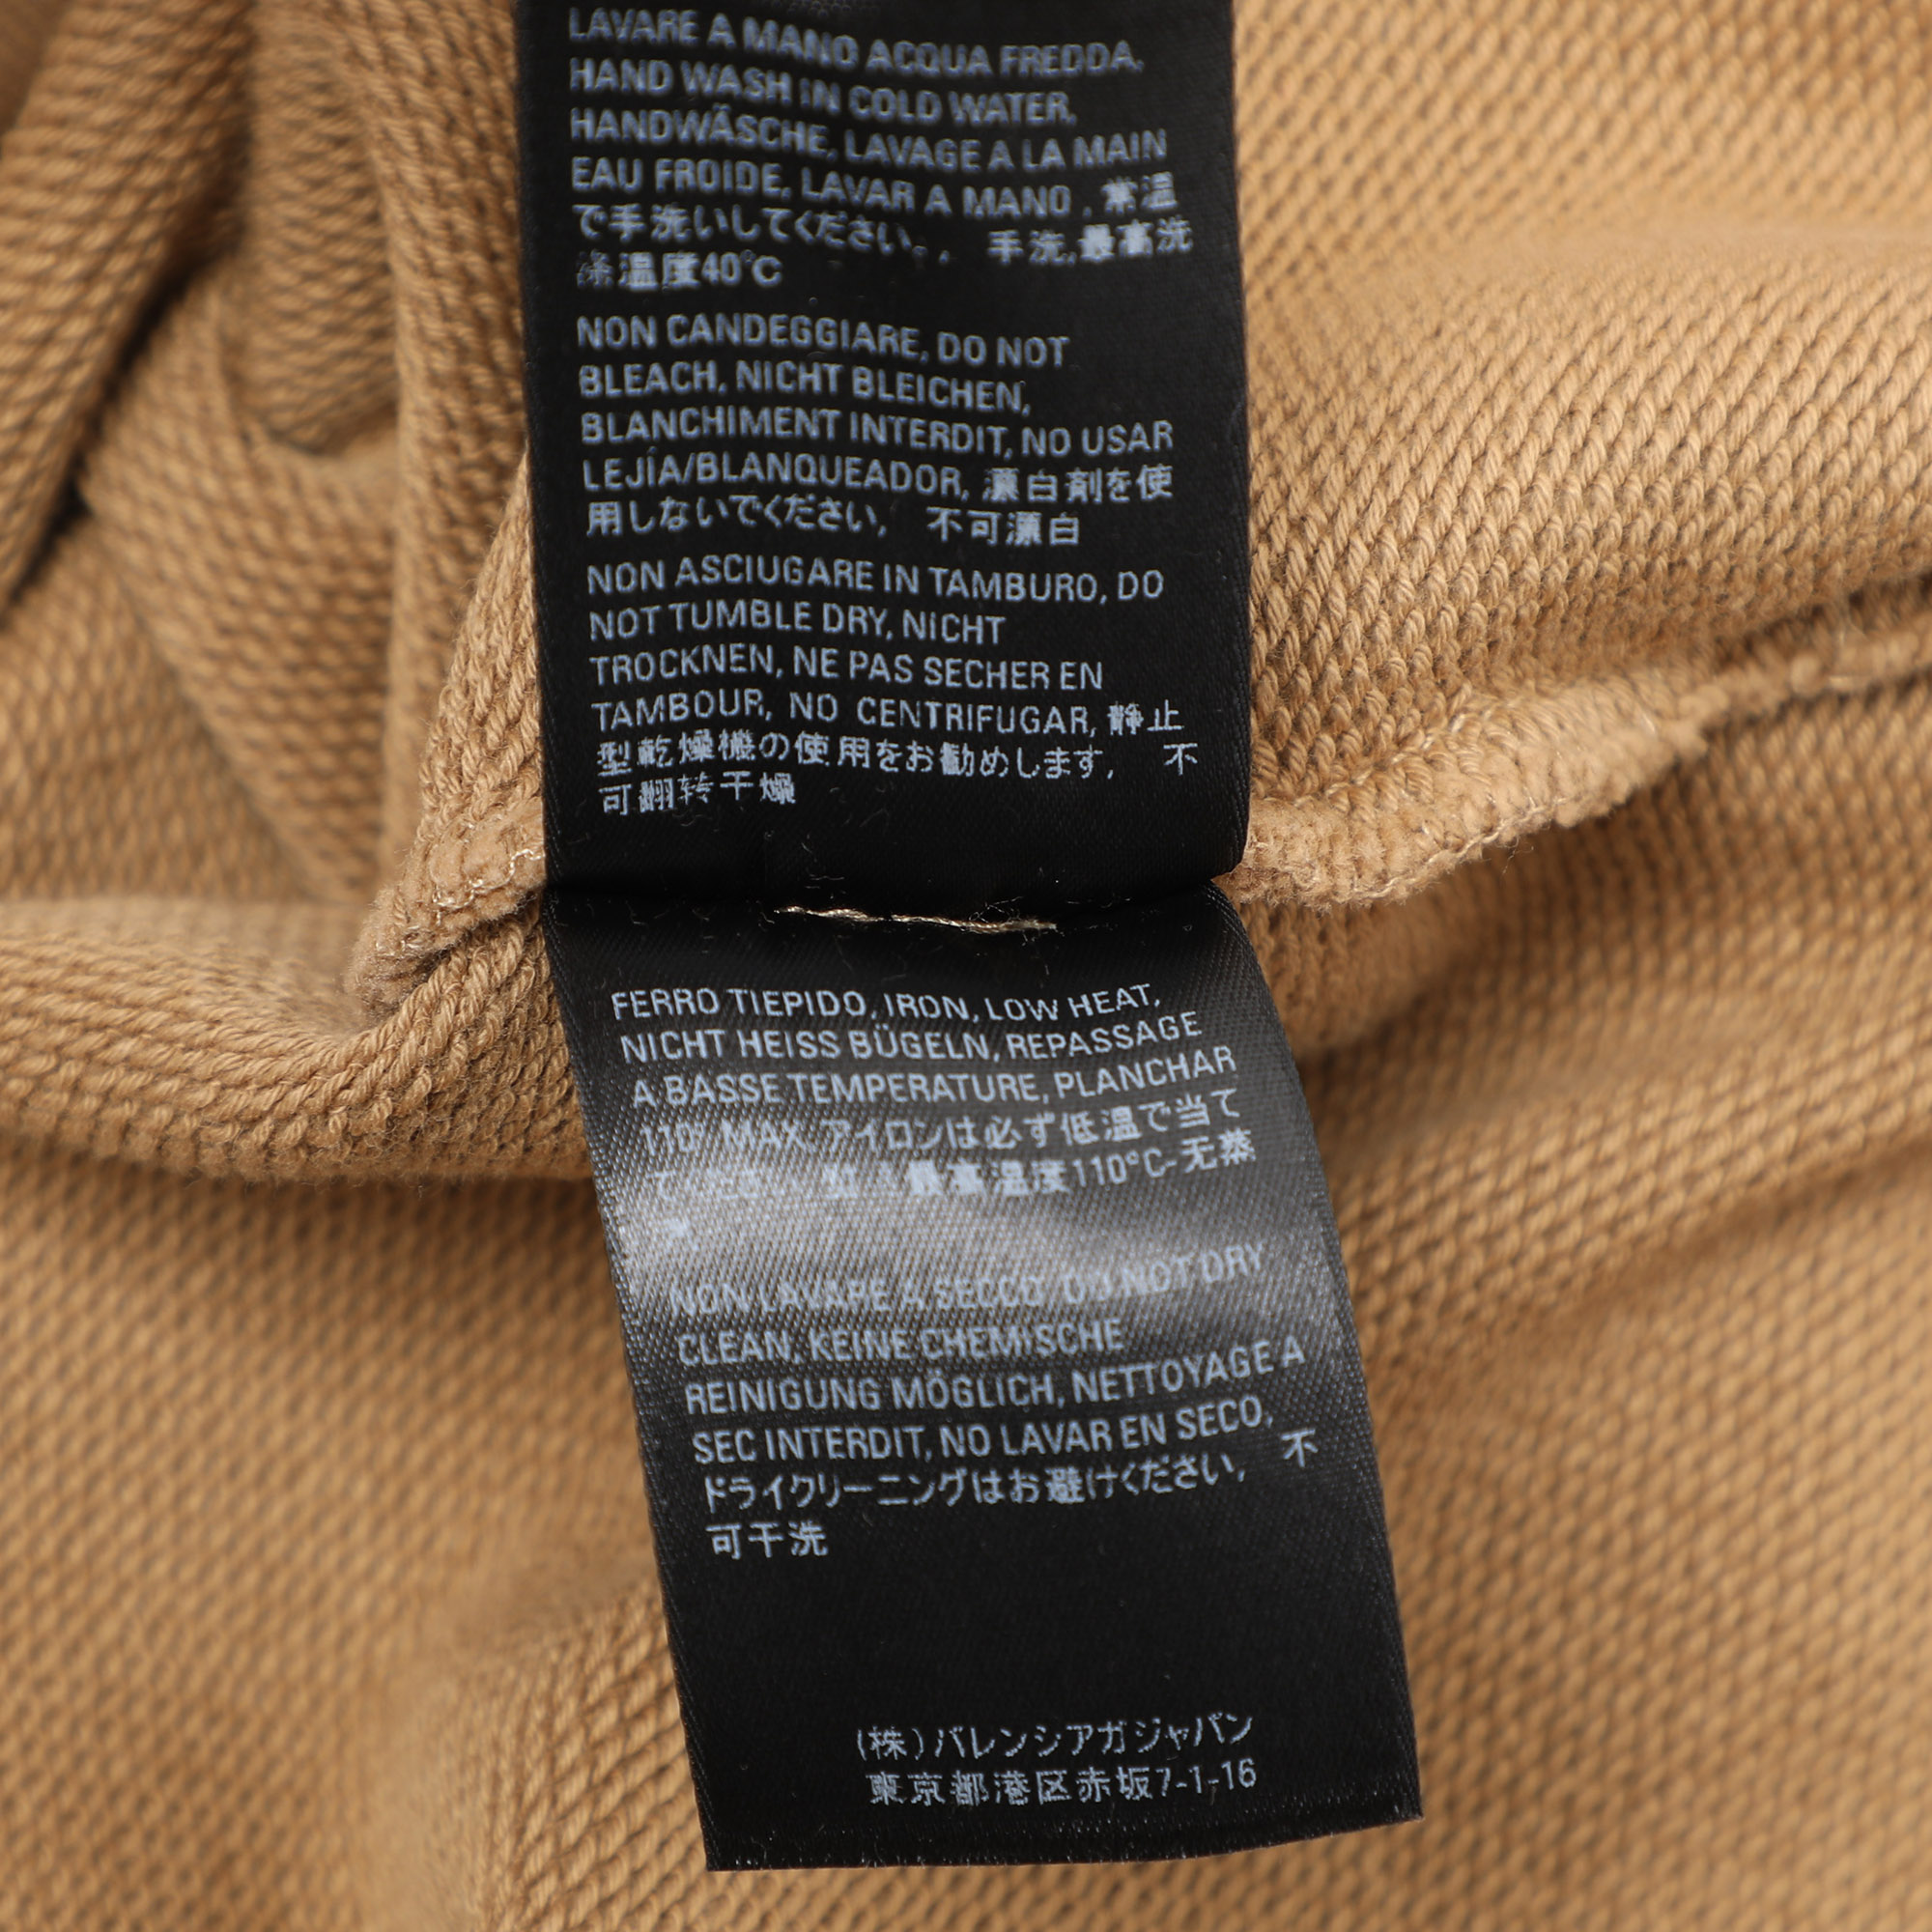 LAVARE A MANO ACQUA FREDDA,
HAND WASH IN COLD WATER,
HANDWÄSCHE, LAVAGE A LA MAIN
EAU FROIDE, LAVAR A MANO , 常温
で手洗いしてください。, 手洗,最高洗
涤温度40°C
NON CANDEGGIARE, DO NOT
BLEACH, NICHT BLEICHEN,
BLANCHIMENT INTERDIT, NO USAR
LEJÍA/BLANQUEADOR, 漂白剤を使
用しないでください, 不可漂白
NON ASCIUGARE IN TAMBURO, DO
NOT TUMBLE DRY, NICHT
TROCKNEN, NE PAS SECHER EN
TAMBOUR, NO CENTRIFUGAR, 静止
型乾燥機の使用をお勧めします, 不
可翻转干燥
FERRO TIEPIDO, IRON, LOW HEAT,
NICHT HEISS BÜGELN, REPASSAGE
A BASSE TEMPERATURE, PLANCHAR
110° MAX, アイロンは必ず低温で当て
最高温度110°C-无蒸
NON LAVARE A SECCO, DO NOT DRY
CLEAN, KEINE CHEMISCHE
REINIGUNG MÖGLICH, NETTOYAGE A
SEC INTERDIT, NO LAVAR EN SECO,
ドライクリーニングはお避けください, 不
可干洗
(株)バレンシアガジャパン
東京都港区赤坂7-1-16